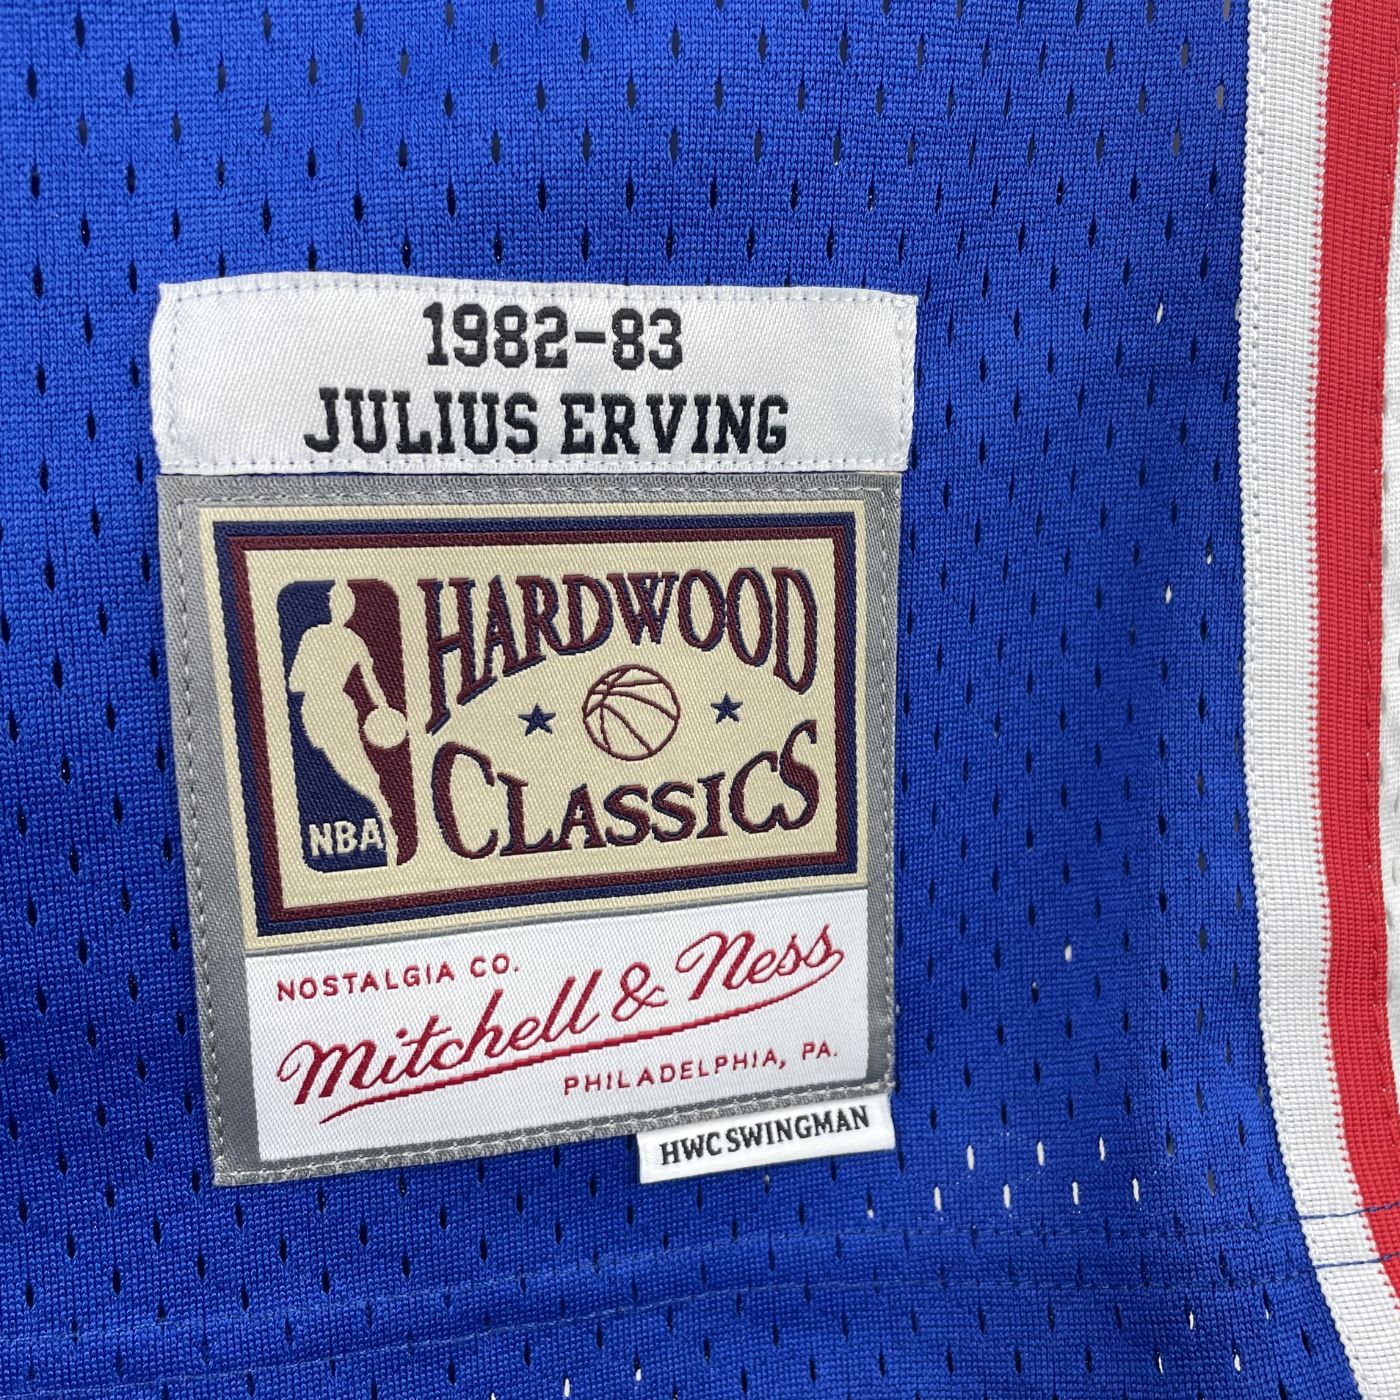 1982-83
JULIUS ERVING
HARDWOOD
CLASSICS
NBA
NOSTALGIA CO.
Mitchell & Ness
PHILADELPHIA, PA.
HWC SWINGMAN